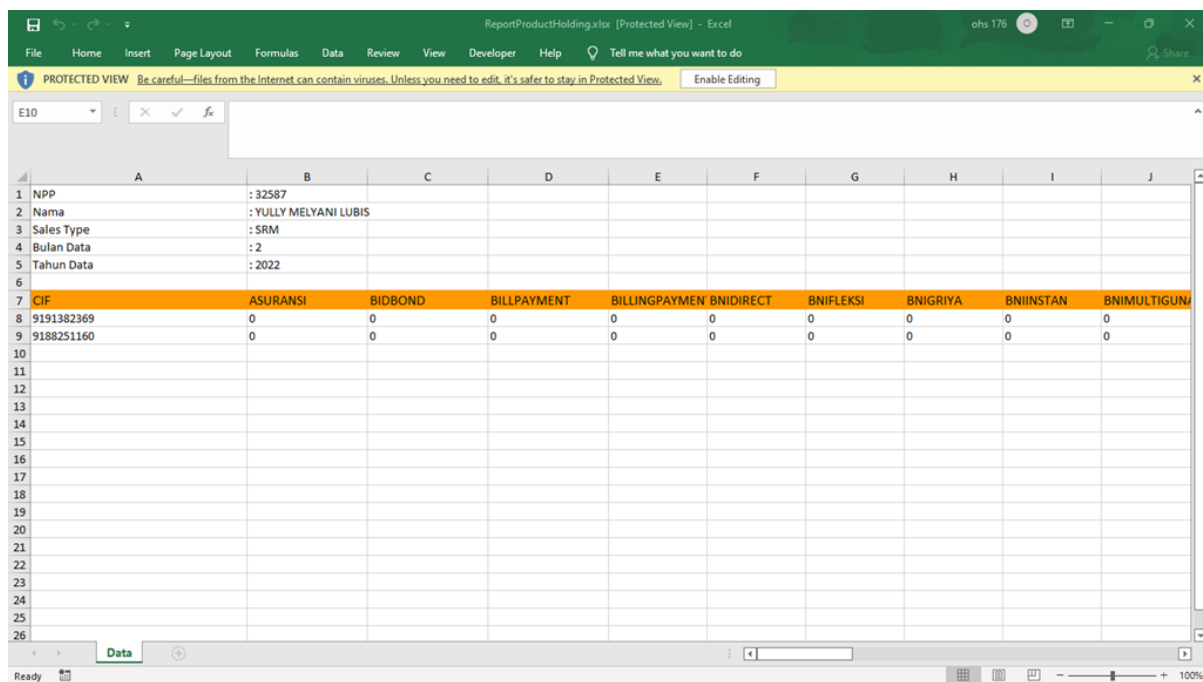 ReportProductHolding.xlsx [Protected View] - Excel
ohs 176
O
File Home Insert Page Layout Formulas Data Review View Developer Help Tell me what you want to do Share
PROTECTED VIEW Be careful—files from the Internet can contain viruses. Unless you need to edit, it's safer to stay in Protected View. Enable Editing
E10 fx
A B C D E F G H I J
1 NPP : 32587
2 Nama : YULLY MELYANI LUBIS
3 Sales Type : SRM
4 Bulan Data : 2
5 Tahun Data : 2022
6
7 CIF ASURANSI BIDBOND BILLPAYMENT BILLINGPAYMEN BNIDIRECT BNIFLEKSI BNIGRIYA BNIINSTAN BNIMULTIGUNA
8 9191382369 0 0 0 0 0 0 0 0 0
9 9188251160 0 0 0 0 0 0 0 0 0
10
11
12
13
14
15
16
17
18
19
20
21
22
23
24
25
26
Data
Ready 100%